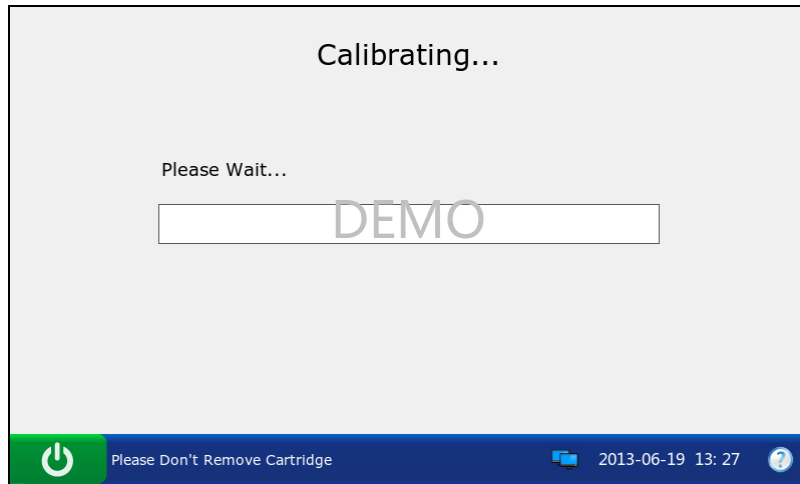 Calibrating...
Please Wait...
DEMO
Please Don't Remove Cartridge
2013-06-19 13: 27
?